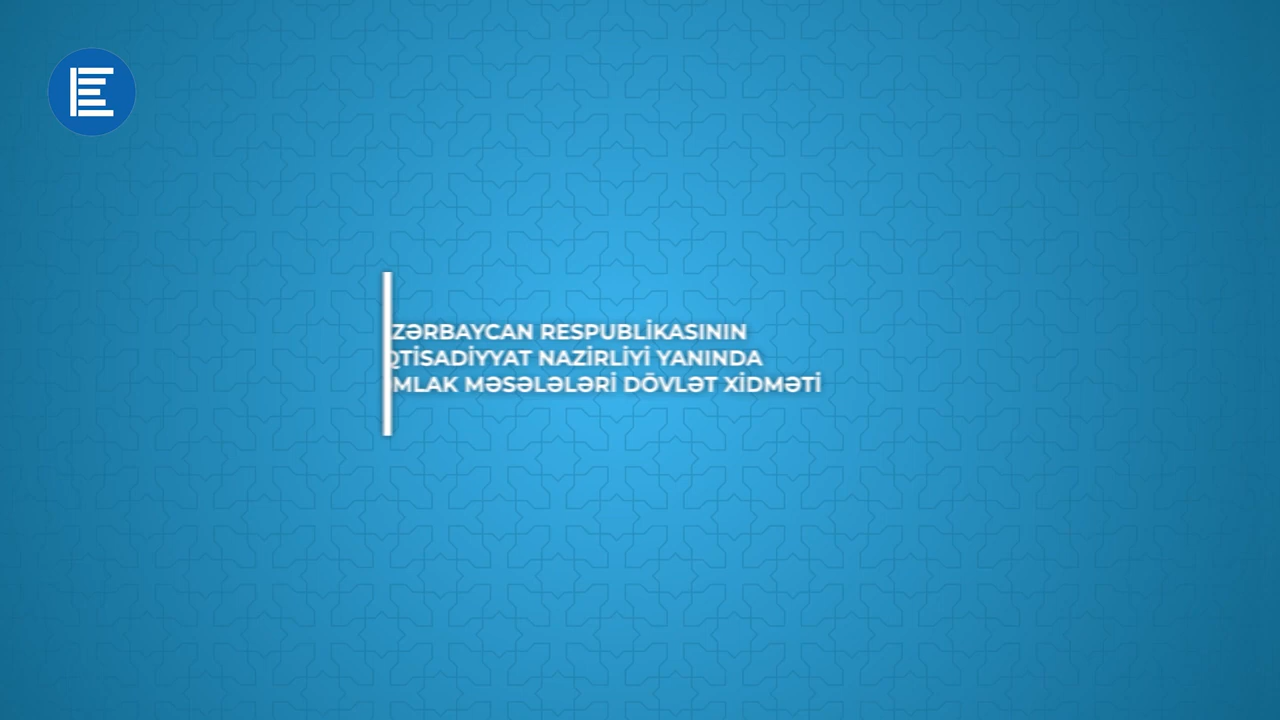 ZƏRBAYCAN RESPUBLİKASININ
QTİSADİYYAT NAZİRLİYİ YANINDA
MLAK MƏSƏLƏLƏRİ DÖVLƏT XİDMƏTİ